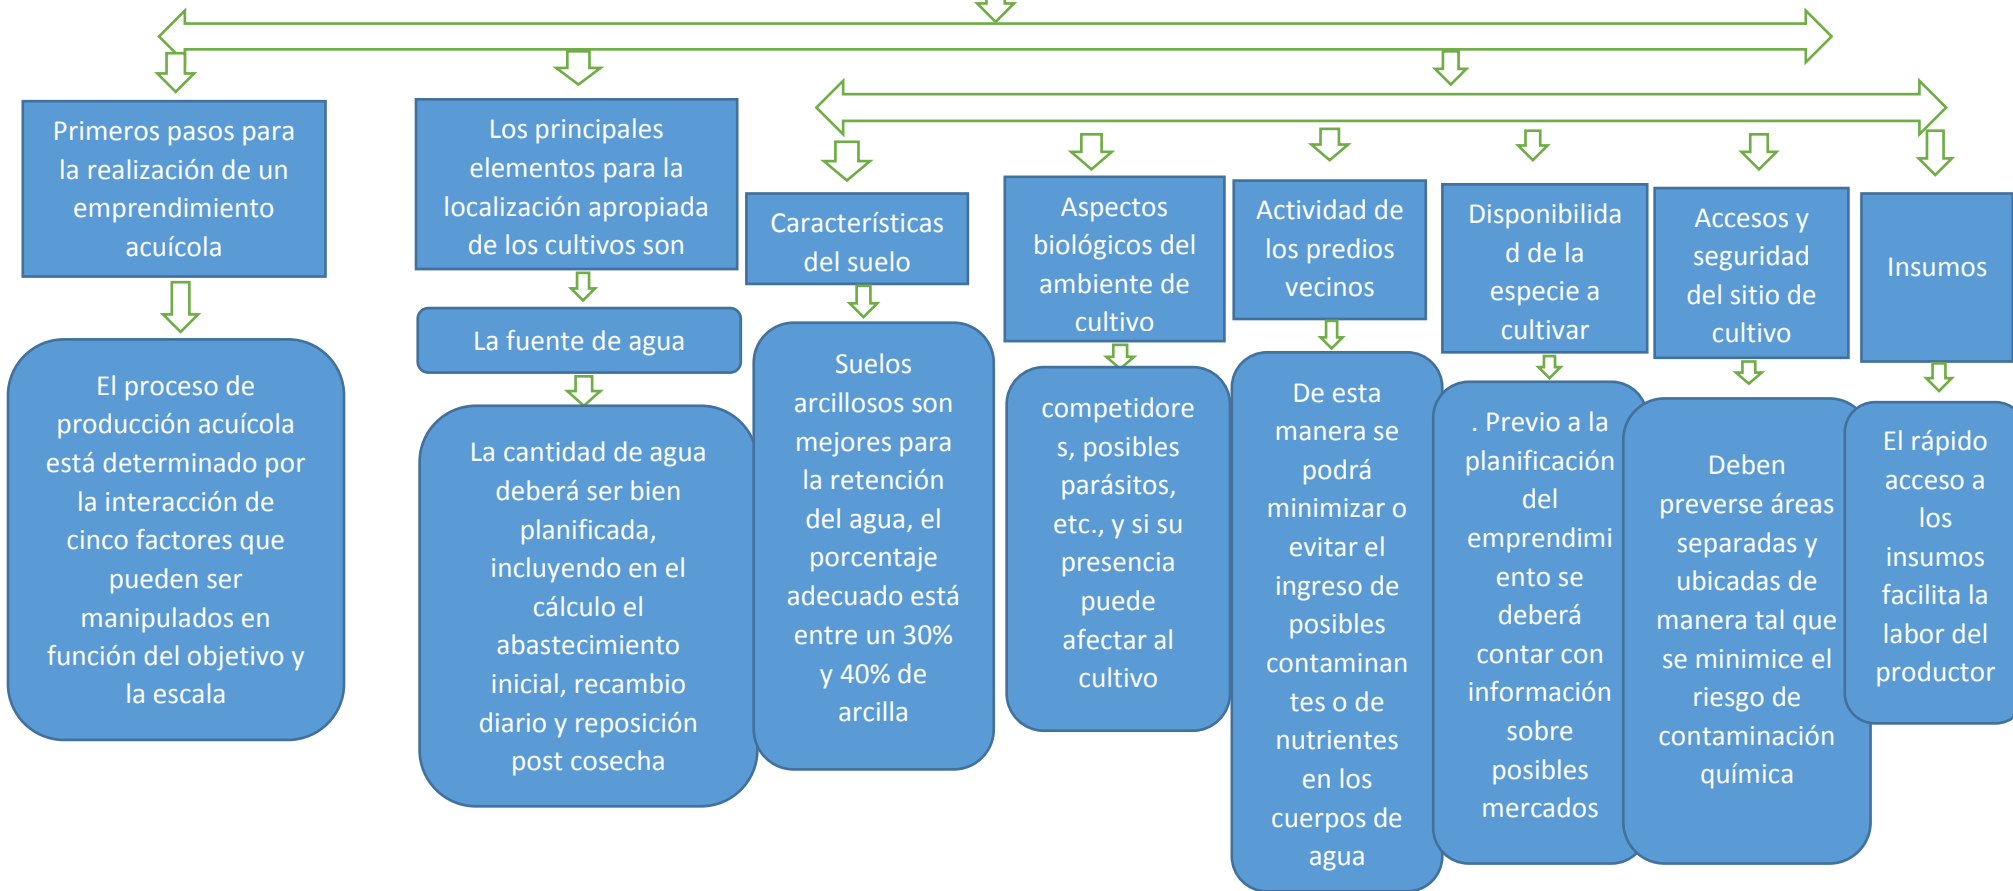 Primeros pasos para
la realización de un
emprendimiento
acuícola
El proceso de
producción acuícola
está determinado por
la interacción de
cinco factores que
pueden ser
manipulados en
función del objetivo y
la escala
Los principales
elementos para la
localización apropiada
de los cultivos son
La fuente de agua
La cantidad de agua
deberá ser bien
planificada,
incluyendo en el
cálculo el
abastecimiento
inicial, recambio
diario y reposición
post cosecha
Características
del suelo
Suelos
arcillosos son
mejores para
la retención
del agua, el
porcentaje
adecuado está
entre un 30%
y 40% de
arcilla
Aspectos
biológicos del
ambiente de
cultivo
competidore
s, posibles
parásitos,
etc., y si su
presencia
puede
afectar al
cultivo
Actividad de
los predios
vecinos
De esta
manera se
podrá
minimizar o
evitar el
ingreso de
posibles
contaminan
tes o de
nutrientes
en los
cuerpos de
agua
Disponibilida
d de la
especie a
cultivar
. Previo a la
planificación
del
emprendimi
ento se
deberá
contar con
información
sobre
posibles
mercados
Accesos y
seguridad
del sitio de
cultivo
Deben
preverse áreas
separadas y
ubicadas de
manera tal que
se minimice el
riesgo de
contaminación
química
Insumos
El rápido
acceso a
los
insumos
facilita la
labor del
productor